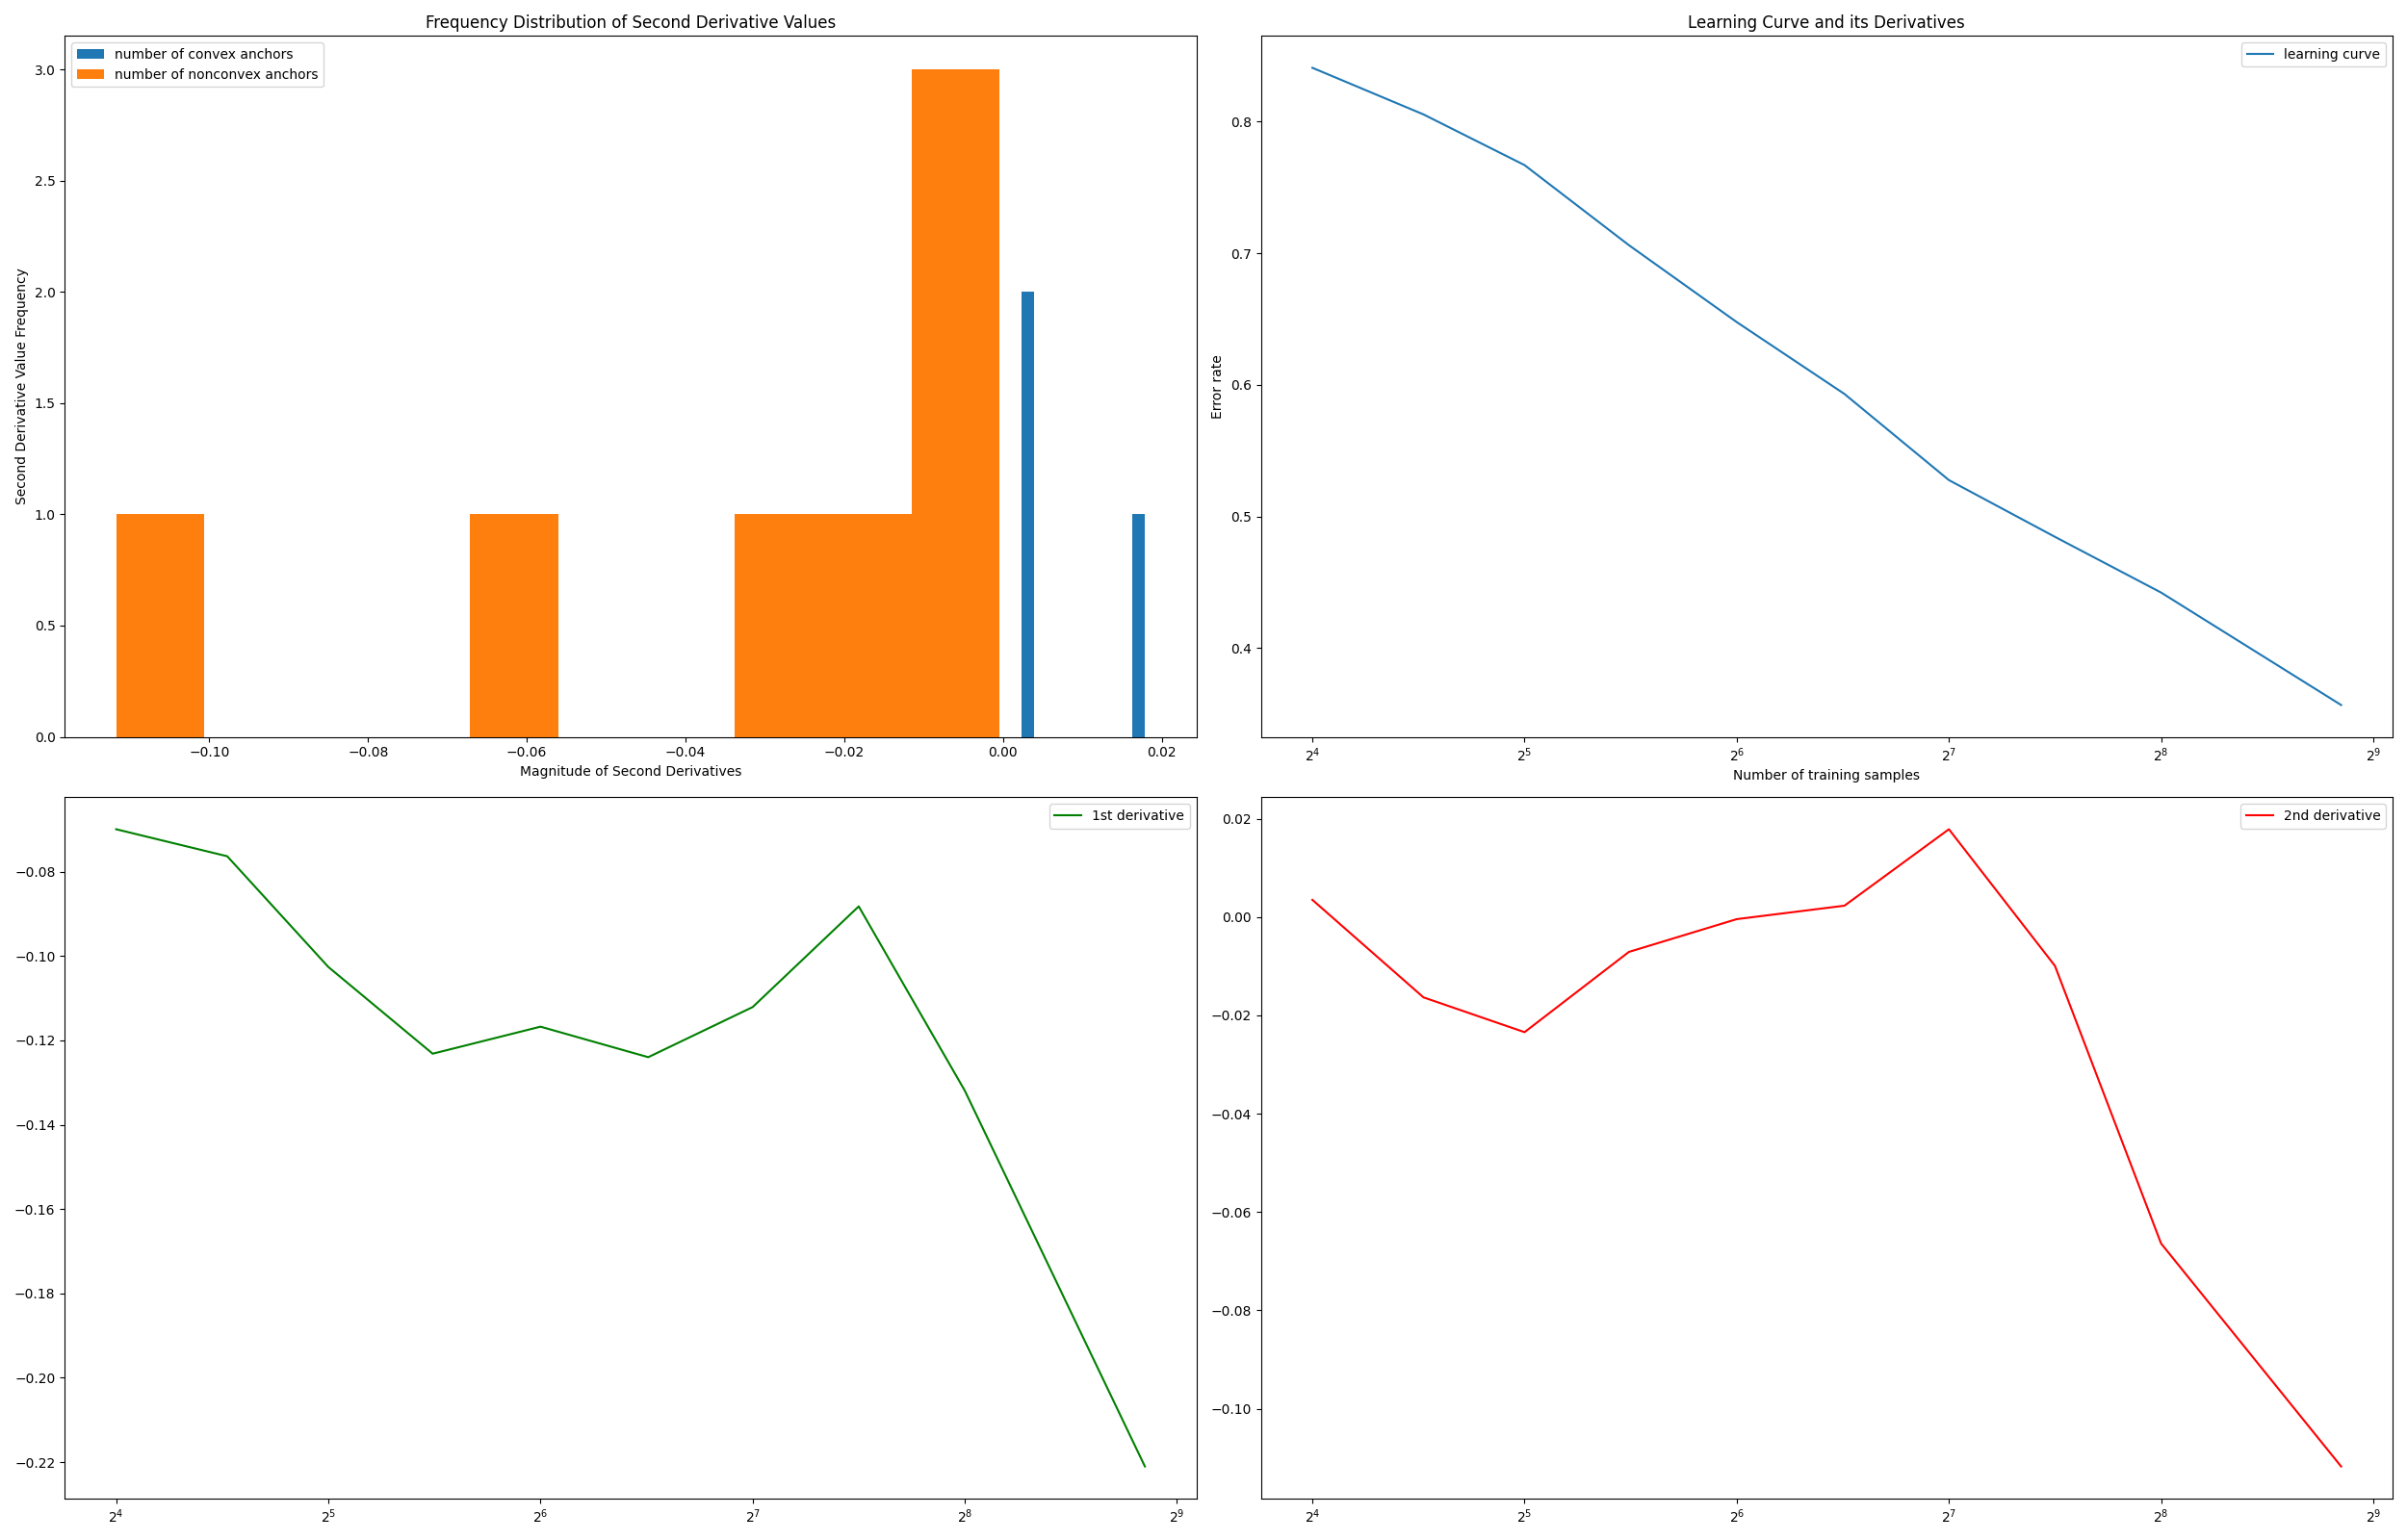 Frequency Distribution of Second Derivative Values
number of convex anchors
number of nonconvex anchors
Second Derivative Value Frequency
3.0
2.5
2.0
1.5
1.0
0.5
0.0
−0.10 −0.08 −0.06 −0.04 −0.02 0.00 0.02
Magnitude of Second Derivatives
Learning Curve and its Derivatives
learning curve
Error rate
0.8
0.7
0.6
0.5
0.4
2⁴ 2⁵ 2⁶ 2⁷ 2⁸ 2⁹
Number of training samples
1st derivative
−0.08
−0.10
−0.12
−0.14
−0.16
−0.18
−0.20
−0.22
2⁴ 2⁵ 2⁶ 2⁷ 2⁸ 2⁹
2nd derivative
0.02
0.00
−0.02
−0.04
−0.06
−0.08
−0.10
2⁴ 2⁵ 2⁶ 2⁷ 2⁸ 2⁹